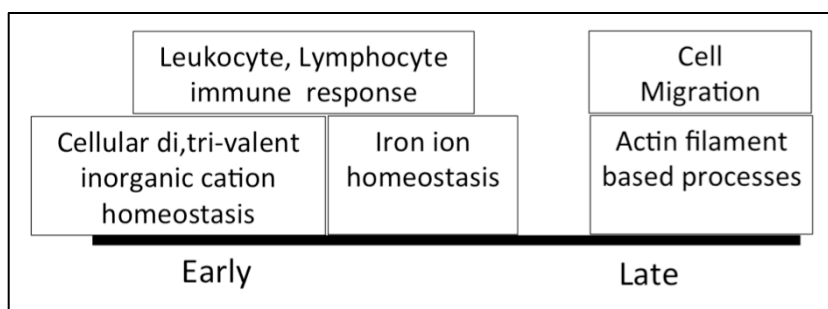 Leukocyte, Lymphocyte
immune response
Cell
Migration
Cellular di,tri-valent
inorganic cation
homeostasis
Iron ion
homeostasis
Actin filament
based processes
Early
Late